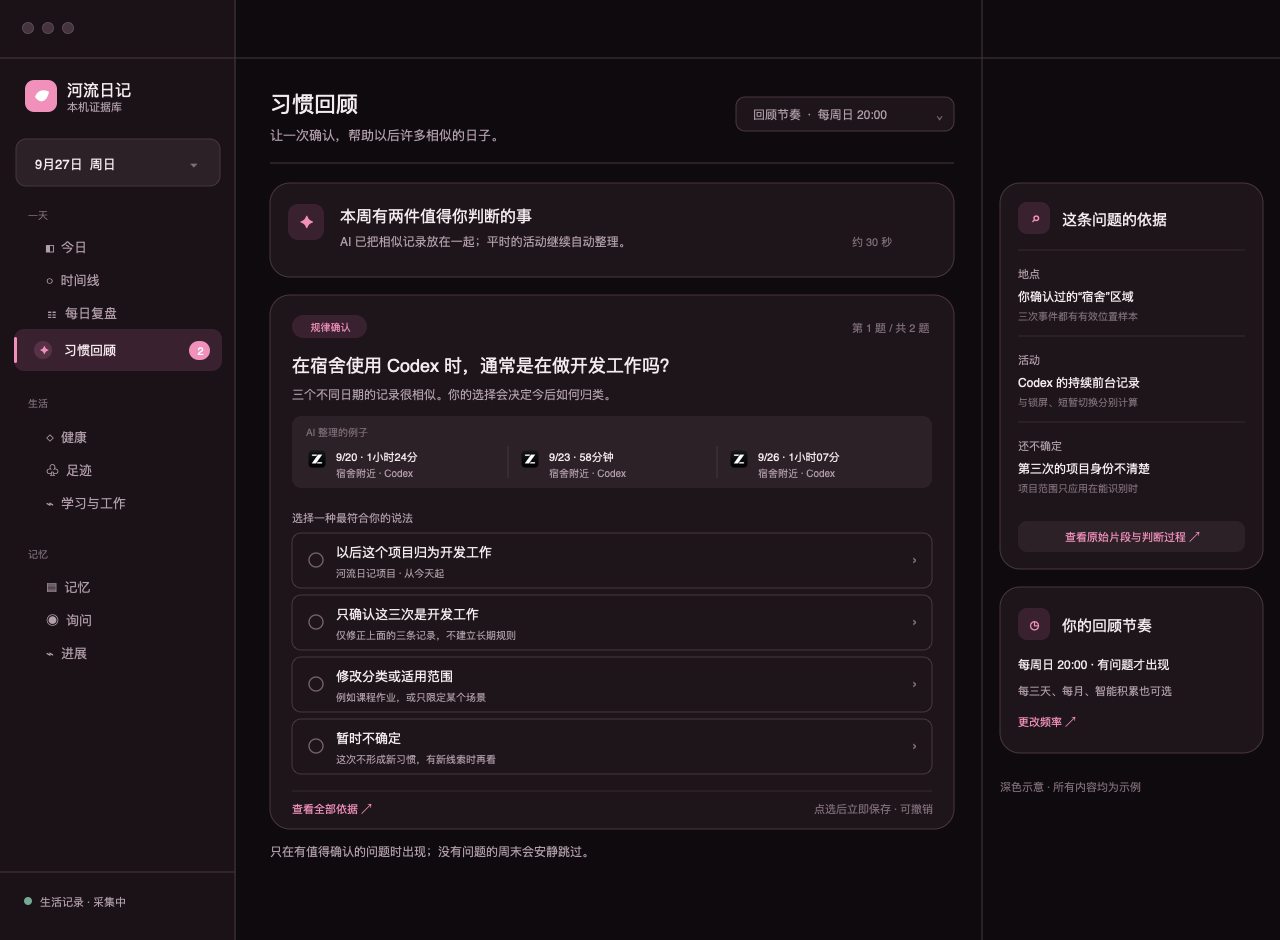 河流日记
本机证据库
9月27日 周日
一天
今日
时间线
每日复盘
习惯回顾
2
生活
健康
足迹
学习与工作
记忆
记忆
询问
进展
生活记录 · 采集中
习惯回顾
让一次确认，帮助以后许多相似的日子。
回顾节奏 · 每周日 20:00
本周有两件值得你判断的事
AI 已把相似记录放在一起；平时的活动继续自动整理。
约 30 秒
规律确认
第 1 题 / 共 2 题
在宿舍使用 Codex 时，通常是在做开发工作吗？
三个不同日期的记录很相似。你的选择会决定今后如何归类。
AI 整理的例子
9/20 · 1小时24分
宿舍附近 · Codex
9/23 · 58分钟
宿舍附近 · Codex
9/26 · 1小时07分
宿舍附近 · Codex
选择一种最符合你的说法
以后这个项目归为开发工作
河流日记项目 · 从今天起
只确认这三次是开发工作
仅修正上面的三条记录，不建立长期规则
修改分类或适用范围
例如课程作业，或只限定某个场景
暂时不确定
这次不形成新习惯，有新线索时再看
查看全部依据 ↗
点选后立即保存 · 可撤销
只在有值得确认的问题时出现；没有问题的周末会安静跳过。
这条问题的依据
地点
你确认过的“宿舍”区域
三次事件都有有效位置样本
活动
Codex 的持续前台记录
与锁屏、短暂切换分别计算
还不确定
第三次的项目身份不清楚
项目范围只应用在能识别时
查看原始片段与判断过程 ↗
你的回顾节奏
每周日 20:00 · 有问题才出现
每三天、每月、智能积累也可选
更改频率 ↗
深色示意 · 所有内容均为示例